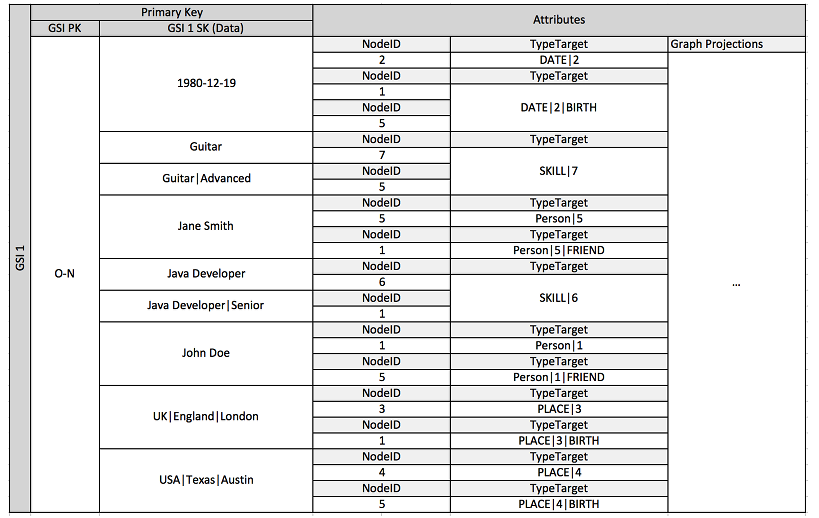 Primary Key
Attributes
GSI PK
GSI 1 SK (Data)
GSI 1
O-N
1980-12-19
NodeID
TypeTarget
Graph Projections
2
DATE|2
NodeID
TypeTarget
1
DATE|2|BIRTH
NodeID
5
Guitar
NodeID
TypeTarget
7
SKILL|7
Guitar|Advanced
NodeID
5
Jane Smith
NodeID
TypeTarget
5
Person|5
NodeID
TypeTarget
1
Person|5|FRIEND
Java Developer
NodeID
TypeTarget
6
SKILL|6
Java Developer|Senior
NodeID
1
John Doe
NodeID
TypeTarget
1
Person|1
NodeID
TypeTarget
5
Person|1|FRIEND
UK|England|London
NodeID
TypeTarget
3
PLACE|3
NodeID
TypeTarget
1
PLACE|3|BIRTH
USA|Texas|Austin
NodeID
TypeTarget
4
PLACE|4
NodeID
TypeTarget
5
PLACE|4|BIRTH
...